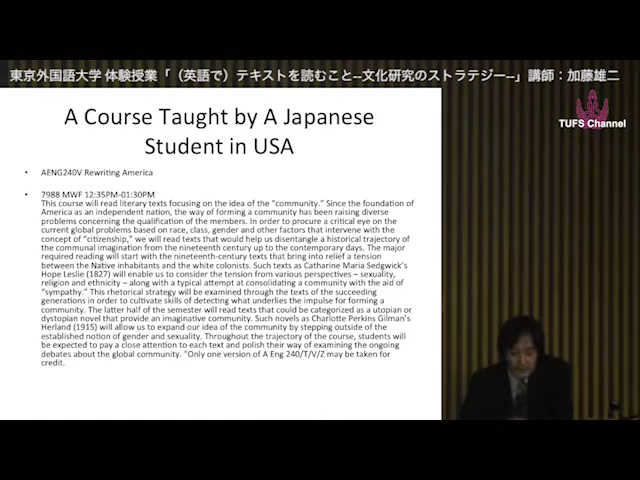 東京外国語大学 体験授業「（英語で）テキストを読むこと--文化研究のストラテジー--」講師：加藤雄二
TUFS Channel
A Course Taught by A Japanese
Student in USA
• AENG240V Rewriting America
• 7988 MWF 12:35PM-01:30PM
This course will read literary texts focusing on the idea of the “community.” Since the foundation of
America as an independent nation, the way of forming a community has been raising diverse
problems concerning the qualification of the members. In order to procure a critical eye on the
current global problems based on race, class, gender and other factors that intervene with the
concept of “citizenship,” we will read texts that would help us disentangle a historical trajectory of
the communal imagination from the nineteenth century up to the contemporary days. The major
required reading will start with the nineteenth-century texts that bring into relief a tension
between the Native inhabitants and the white colonists. Such texts as Catharine Maria Sedgwick’s
Hope Leslie (1827) will enable us to consider the tension from various perspectives – sexuality,
religion and ethnicity – along with a typical attempt at consolidating a community with the aid of
“sympathy.” This rhetorical strategy will be examined through the texts of the succeeding
generations in order to cultivate skills of detecting what underlies the impulse for forming a
community. The latter half of the semester will read texts that could be categorized as a utopian or
dystopian novel that provide an imaginative community. Such novels as Charlotte Perkins Gilman’s
Herland (1915) will allow us to expand our idea of the community by stepping outside of the
established notion of gender and sexuality. Throughout the trajectory of the course, students will
be expected to pay a close attention to each text and polish their way of examining the ongoing
debates about the global community. "Only one version of A Eng 240/T/V/Z may be taken for
credit.